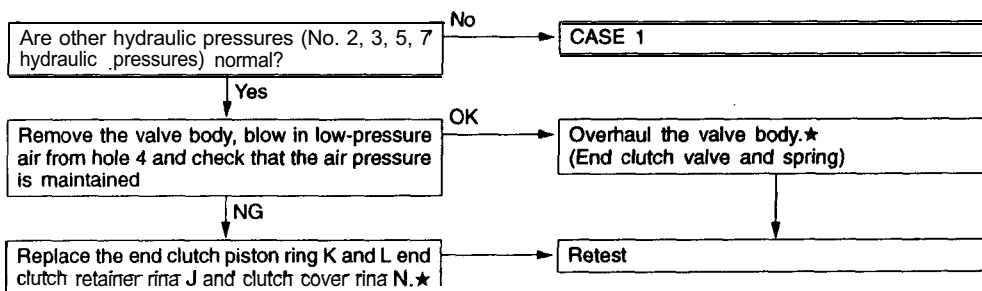 No
Are other hydraulic pressures (No. 2, 3, 5, 7
hydraulic pressures) normal?
CASE 1
Yes
Remove the valve body, blow in low-pressure
air from hole 4 and check that the air pressure
is maintained
OK
Overhaul the valve body.★
(End clutch valve and spring)
NG
Replace the end clutch piston ring K and L end
clutch retainer ring J and clutch cover ring N.★
Retest